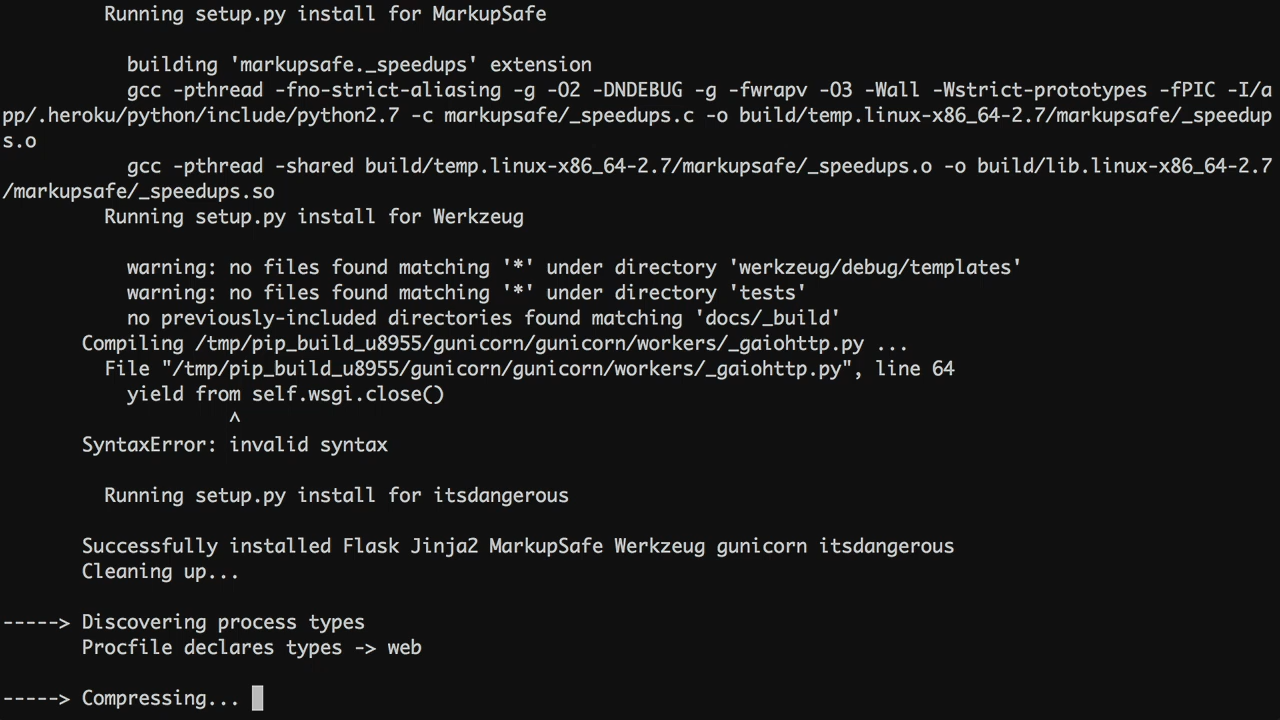 Running setup.py install for MarkupSafe
building 'markupsafe._speedups' extension
gcc -pthread -fno-strict-aliasing -g -O2 -DNDEBUG -g -fwrapv -O3 -Wall -Wstrict-prototypes -fPIC -I/a
pp/.heroku/python/include/python2.7 -c markupsafe/_speedups.c -o build/temp.linux-x86_64-2.7/markupsafe/_speedup
s.o
gcc -pthread -shared build/temp.linux-x86_64-2.7/markupsafe/_speedups.o -o build/lib.linux-x86_64-2.7
/markupsafe/_speedups.so
Running setup.py install for Werkzeug
warning: no files found matching '*' under directory 'werkzeug/debug/templates'
warning: no files found matching '*' under directory 'tests'
no previously-included directories found matching 'docs/_build'
Compiling /tmp/pip_build_u8955/gunicorn/gunicorn/workers/_gaiohttp.py ...
File "/tmp/pip_build_u8955/gunicorn/gunicorn/workers/_gaiohttp.py", line 64
yield from self.wsgi.close()
^
SyntaxError: invalid syntax
Running setup.py install for itsdangerous
Successfully installed Flask Jinja2 MarkupSafe Werkzeug gunicorn itsdangerous
Cleaning up...
-----> Discovering process types
Procfile declares types -> web
-----> Compressing...